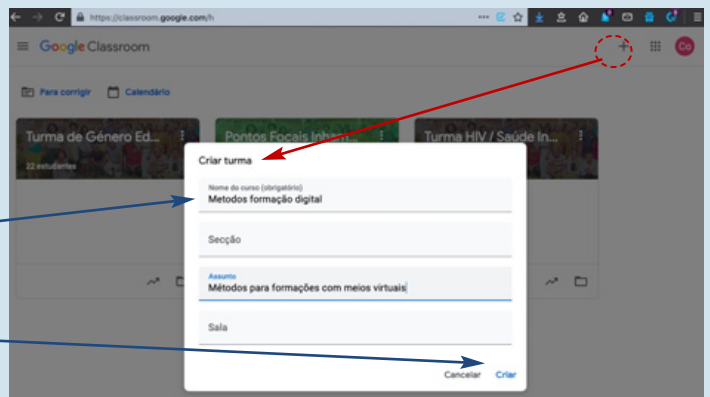 https://classroom.google.com/h
Google Classroom
Co
Para corrigir Calendário
Turma de Género Ed... Pontos Focais Inham... Turma HIV / Saúde In...
22 estudantes
Criar turma
Nome do curso (obrigatório)
Metodos formação digital
Secção
Assunto
Métodos para formações com meios virtuais
Sala
Cancelar Criar